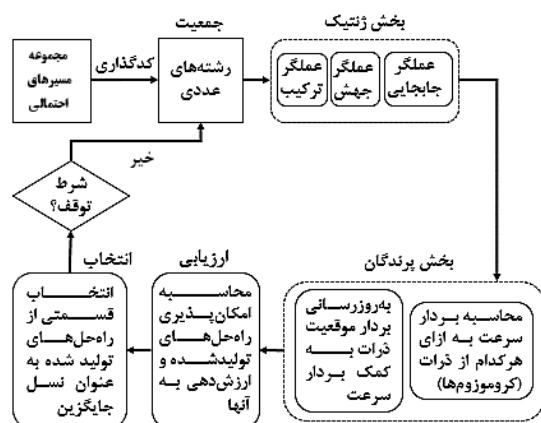 جمعیت
بخش ژنتیک
مجموعه
مسیرهای
احتمالی
کدگذاری
رشته‌های
عددی
عملگر
ترکیب
عملگر
جهش
عملگر
جابجایی
خیر
شرط
توقف؟
بخش پرندگان
محاسبه بردار
سرعت به ازای
هرکدام از ذرات
(کروموزوم‌ها)
به‌روزرسانی
بردار موقعیت
ذرات به
کمک بردار
سرعت
ارزیابی
محاسبه
امکان‌پذیری
راه‌حل‌های
تولیدشده و
ارزش‌دهی به
آنها
انتخاب
انتخاب
قسمتی از
راه‌حل‌های
تولید شده به
عنوان نسل
جایگزین